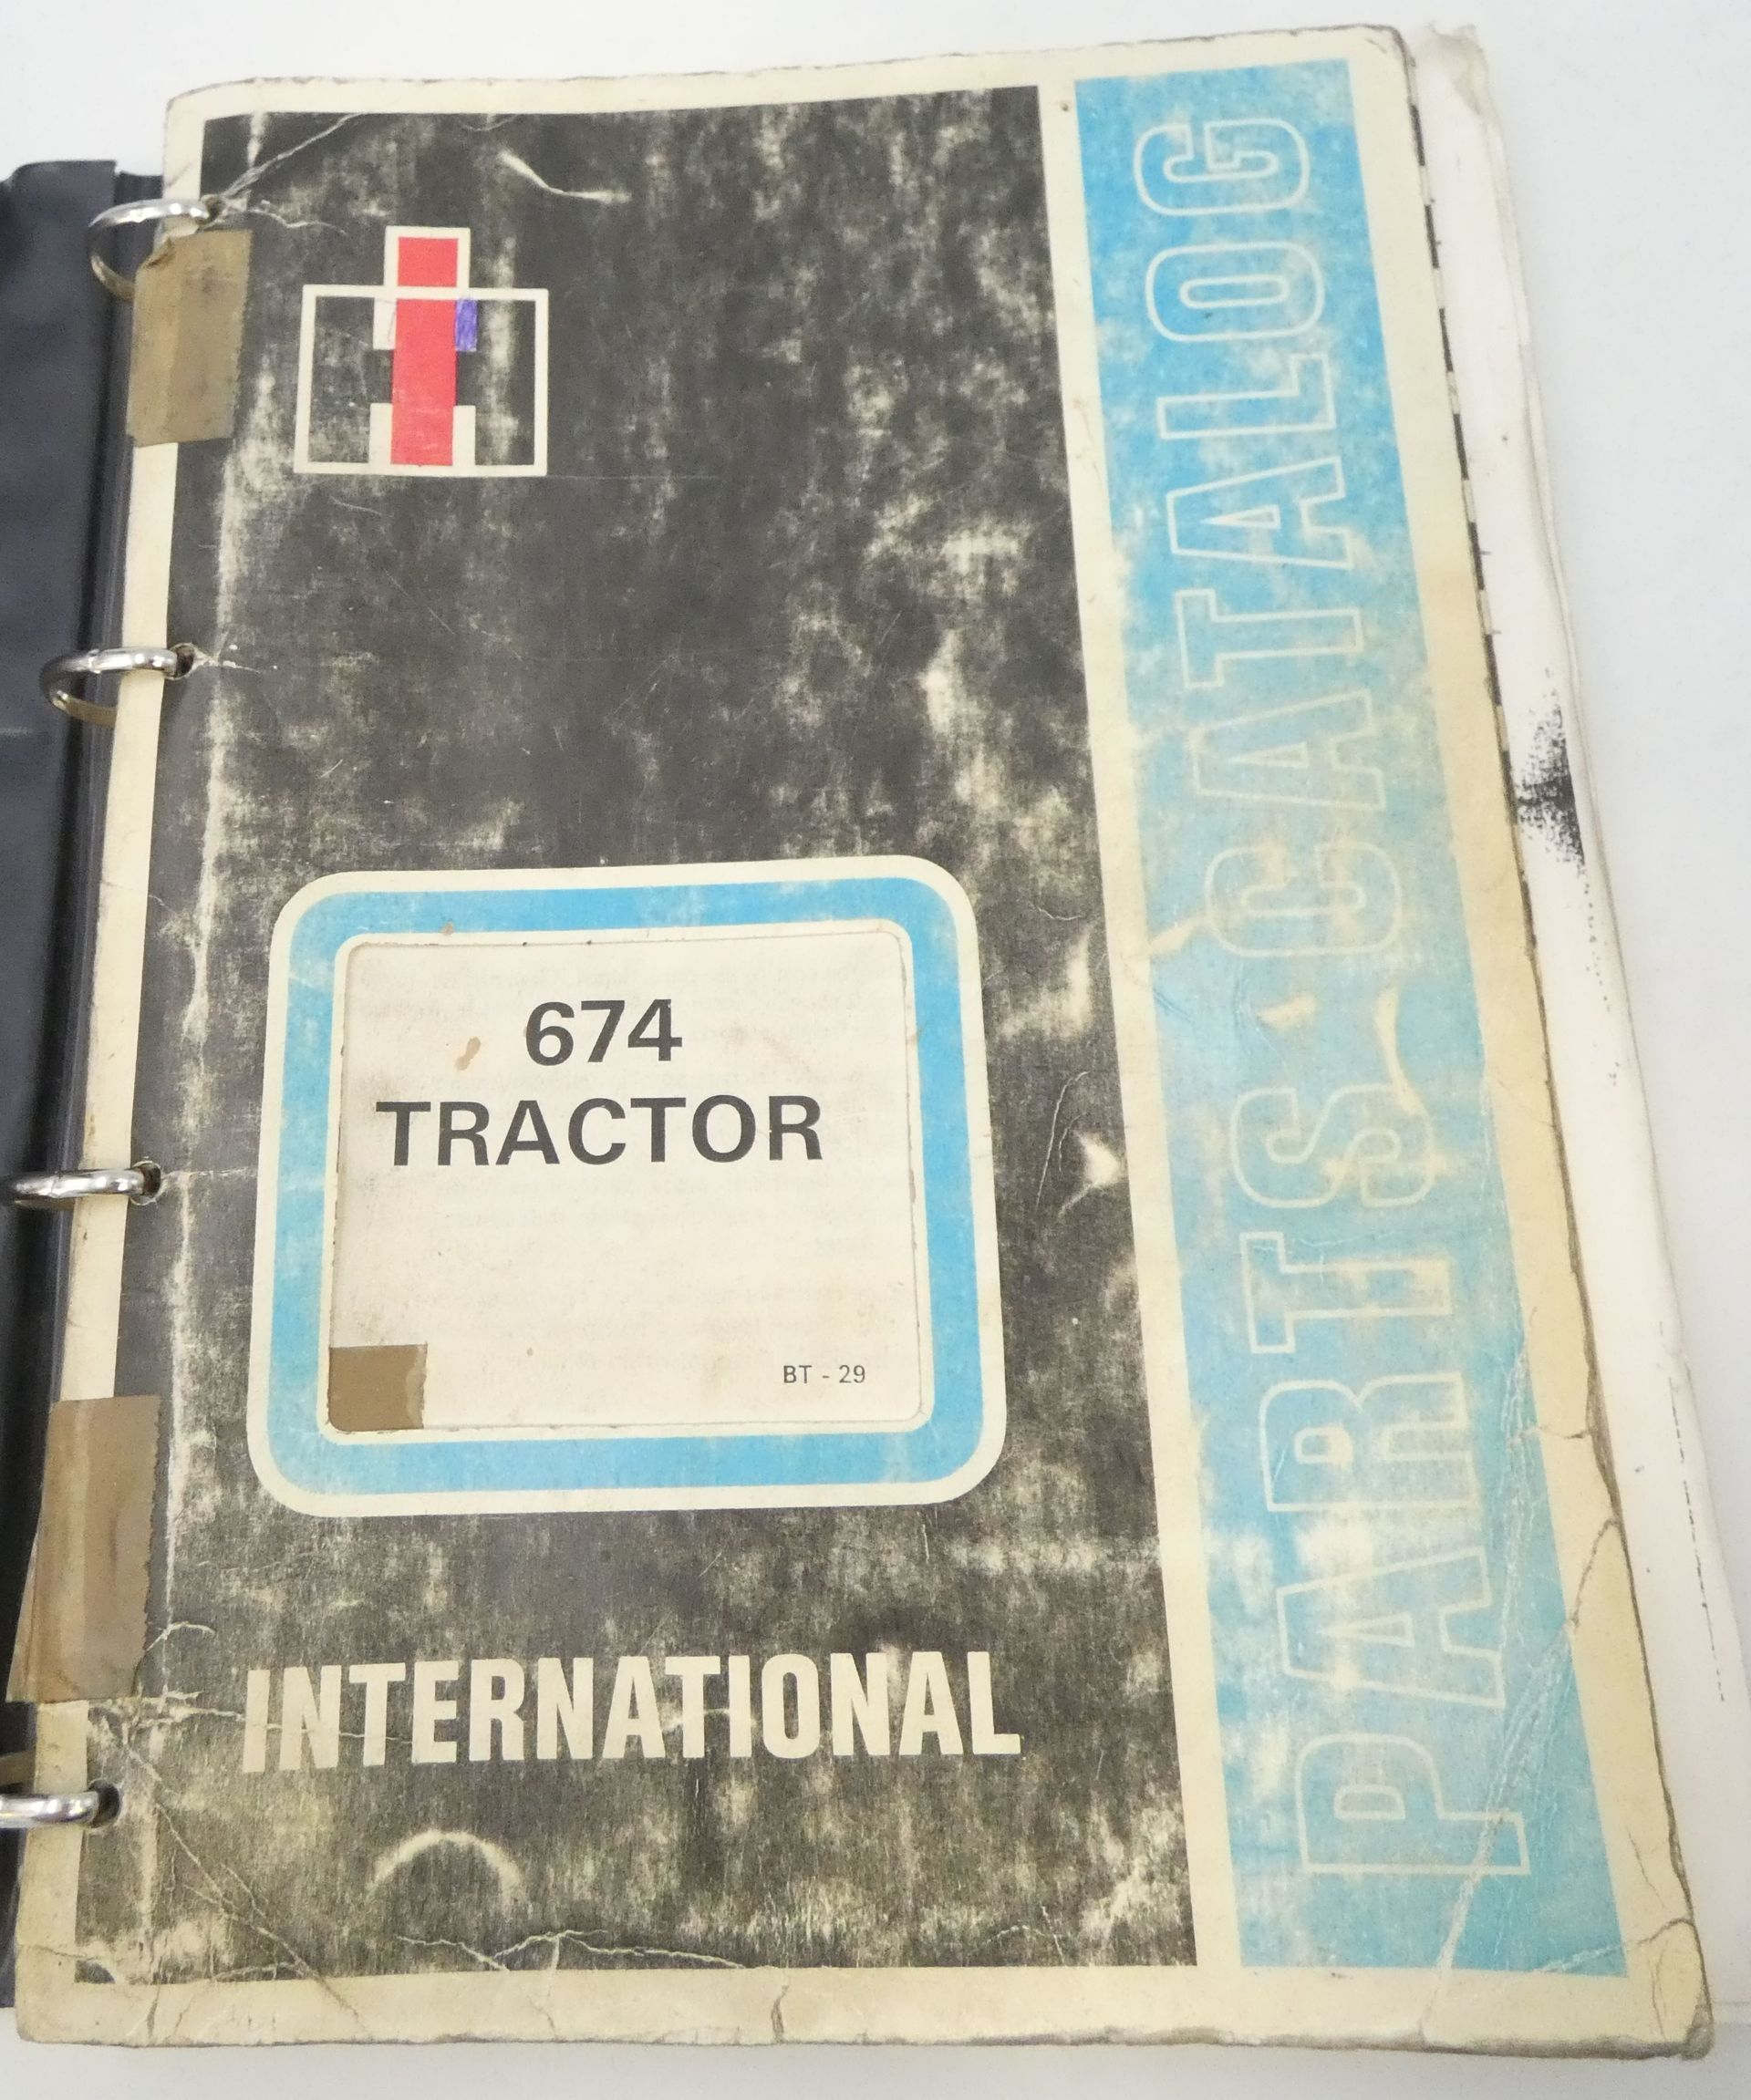 674
TRACTOR
BT - 29
INTERNATIONAL
PARTS CATALOG